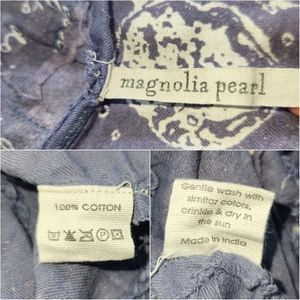 magnolia pearl
100% COTTON
Gentle wash with
similar colors,
crinkle & dry in
the sun
Made in India